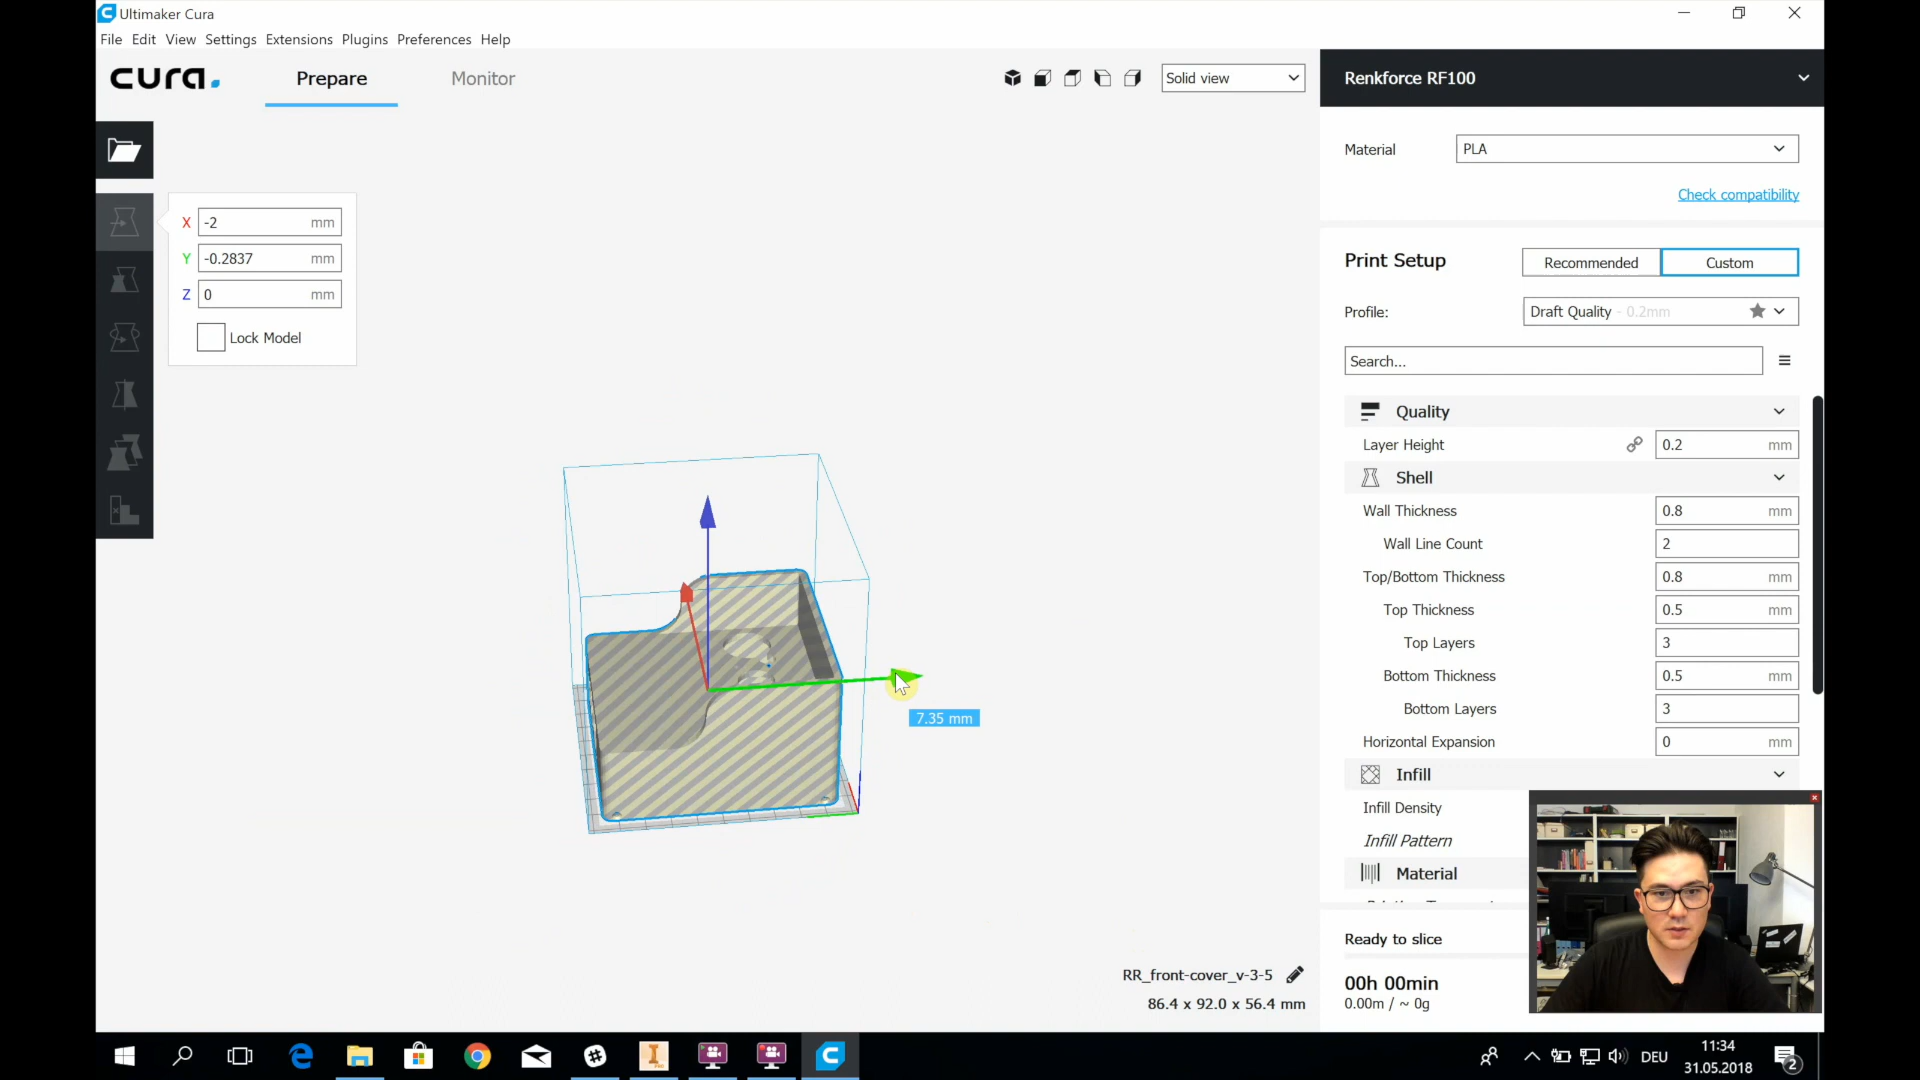 Ultimaker Cura
File Edit View Settings Extensions Plugins Preferences Help
cura.
Prepare
Monitor
Solid view
Renkforce RF100
Material
PLA
Check compatibility
X -2 mm
Y -0.2837 mm
Z 0 mm
Lock Model
Print Setup
Recommended
Custom
Profile:
Draft Quality - 0.2mm
Search...
Quality
Layer Height 0.2 mm
Shell
Wall Thickness 0.8 mm
Wall Line Count 2
Top/Bottom Thickness 0.8 mm
Top Thickness 0.5 mm
Top Layers 3
Bottom Thickness 0.5 mm
Bottom Layers 3
Horizontal Expansion 0 mm
Infill
Infill Density
Infill Pattern
Material
7.35 mm
Ready to slice
00h 00min
0.00m / ~ 0g
RR_front-cover_v-3-5
86.4 x 92.0 x 56.4 mm
DEU
11:34
31.05.2018
2